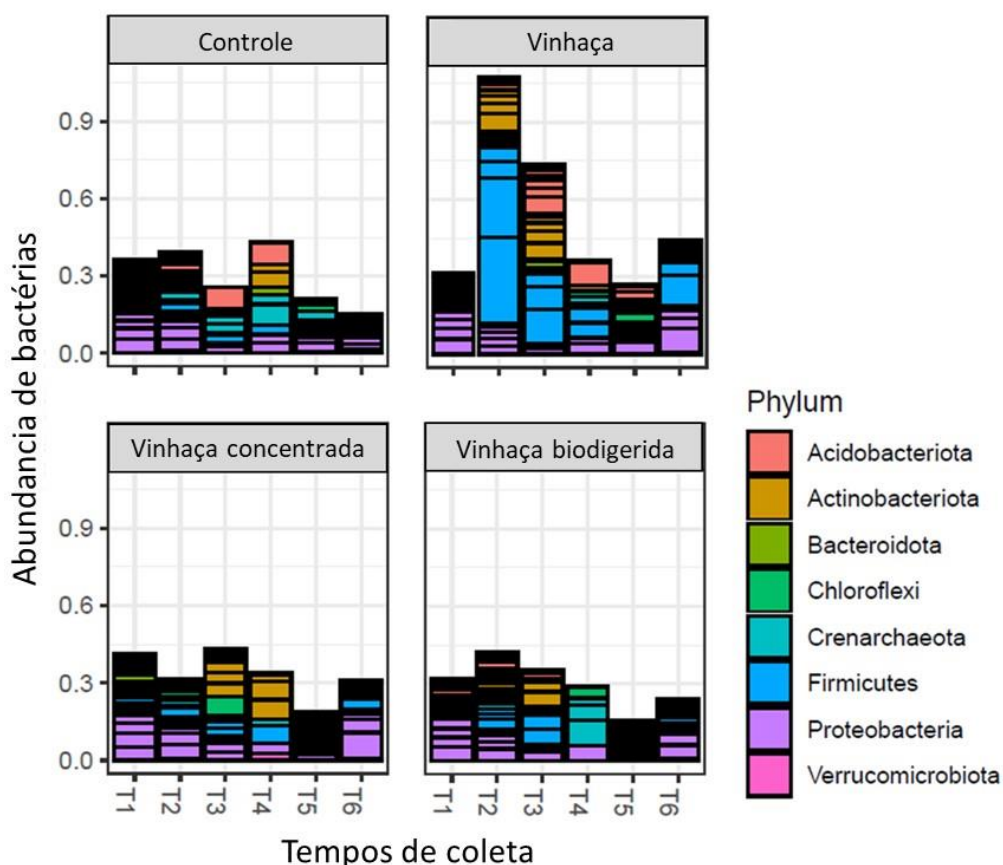 Controle
Vinhaça
Abundancia de bactérias
0.9
0.6
0.3
0.0
Vinhaça concentrada
Vinhaça biodigerida
0.9
0.6
0.3
0.0
T1 T2 T3 T4 T5 T6
T1 T2 T3 T4 T5 T6
Tempos de coleta
Phylum
Acidobacteriota
Actinobacteriota
Bacteroidota
Chloroflexi
Crenarchaeota
Firmicutes
Proteobacteria
Verrucomicrobiota